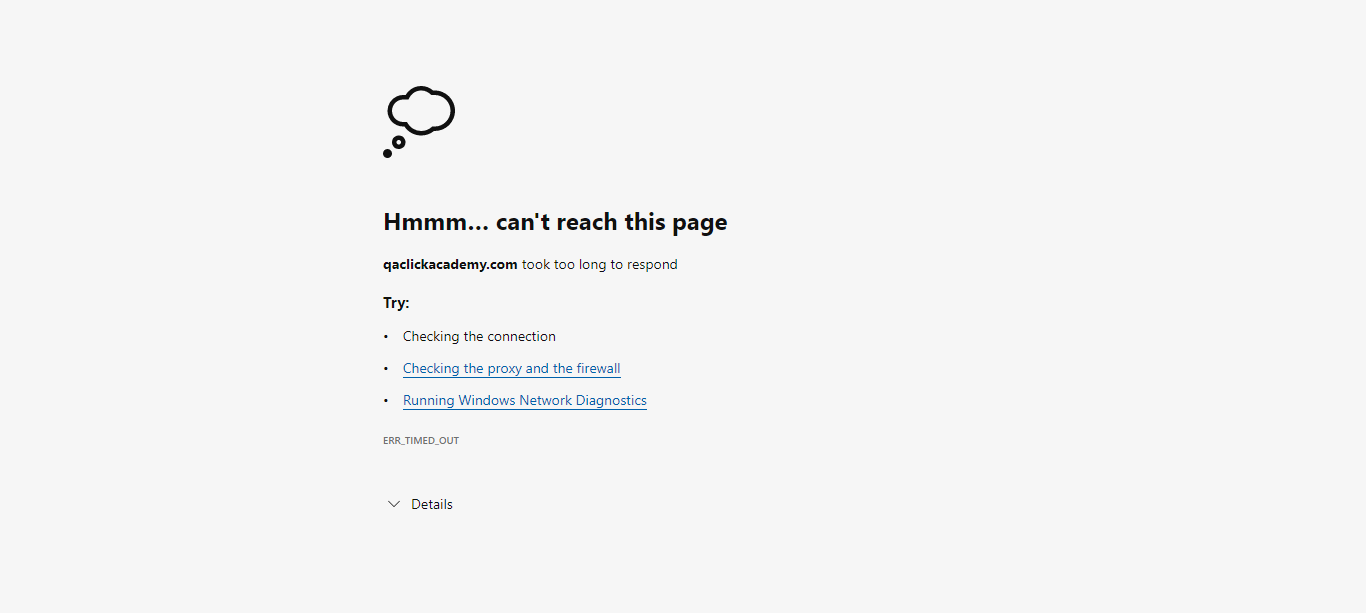 Hmmm... can't reach this page
qaclickacademy.com took too long to respond
Try:
• Checking the connection
• Checking the proxy and the firewall
• Running Windows Network Diagnostics
ERR_TIMED_OUT
Details